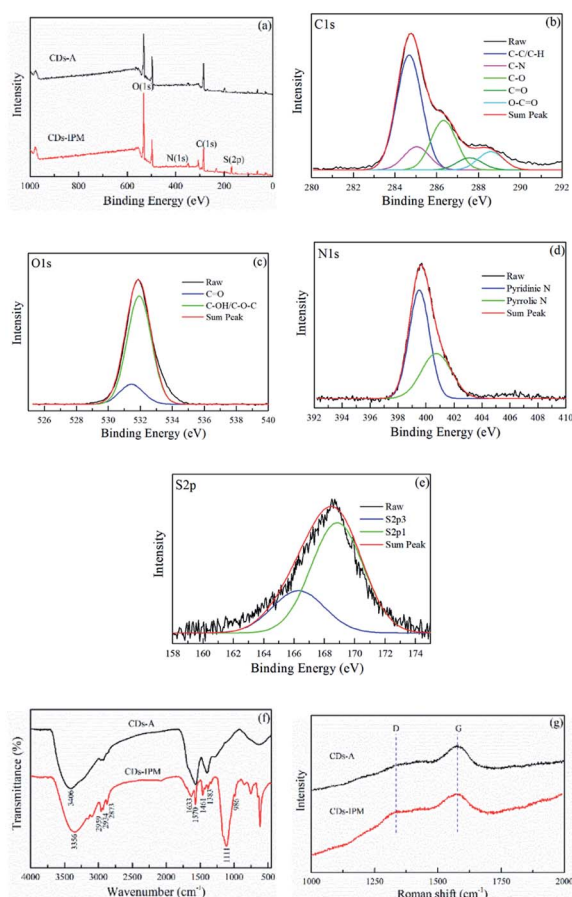 (a)
CDs-A
O(1s)
CDs-IPM
N(1s)
C(1s)
S(2p)
Intensity
1000 800 600 400 200 0
Binding Energy (eV)
C1s
(b)
Raw
C-C/C-H
C-N
C-O
C=O
O-C=O
Sum Peak
Intensity
280 282 284 286 288 290 292
Binding Energy (eV)
O1s
(c)
Raw
C=O
C-OH/C-O-C
Sum Peak
Intensity
526 528 530 532 534 536 538 540
Binding Energy (eV)
N1s
(d)
Raw
Pyridinic N
Pyrrolic N
Sum Peak
Intensity
392 394 396 398 400 402 404 406 408 410
Binding Energy (eV)
S2p
(e)
Raw
S2p3
S2p1
Sum Peak
Intensity
158 160 162 164 166 168 170 172 174
Binding Energy (eV)
(f)
CDs-A
3406
CDs-IPM
3356
2959
2934
2873
1633
1570
1461
1383
1111
Transmittance (%)
4000 3500 3000 2500 2000 1500 1000 500
Wavenumber (cm-1)
(g)
D
G
CDs-A
CDs-IPM
Intensity
1000 1250 1500 1750 2000
Roman shift (cm-1)